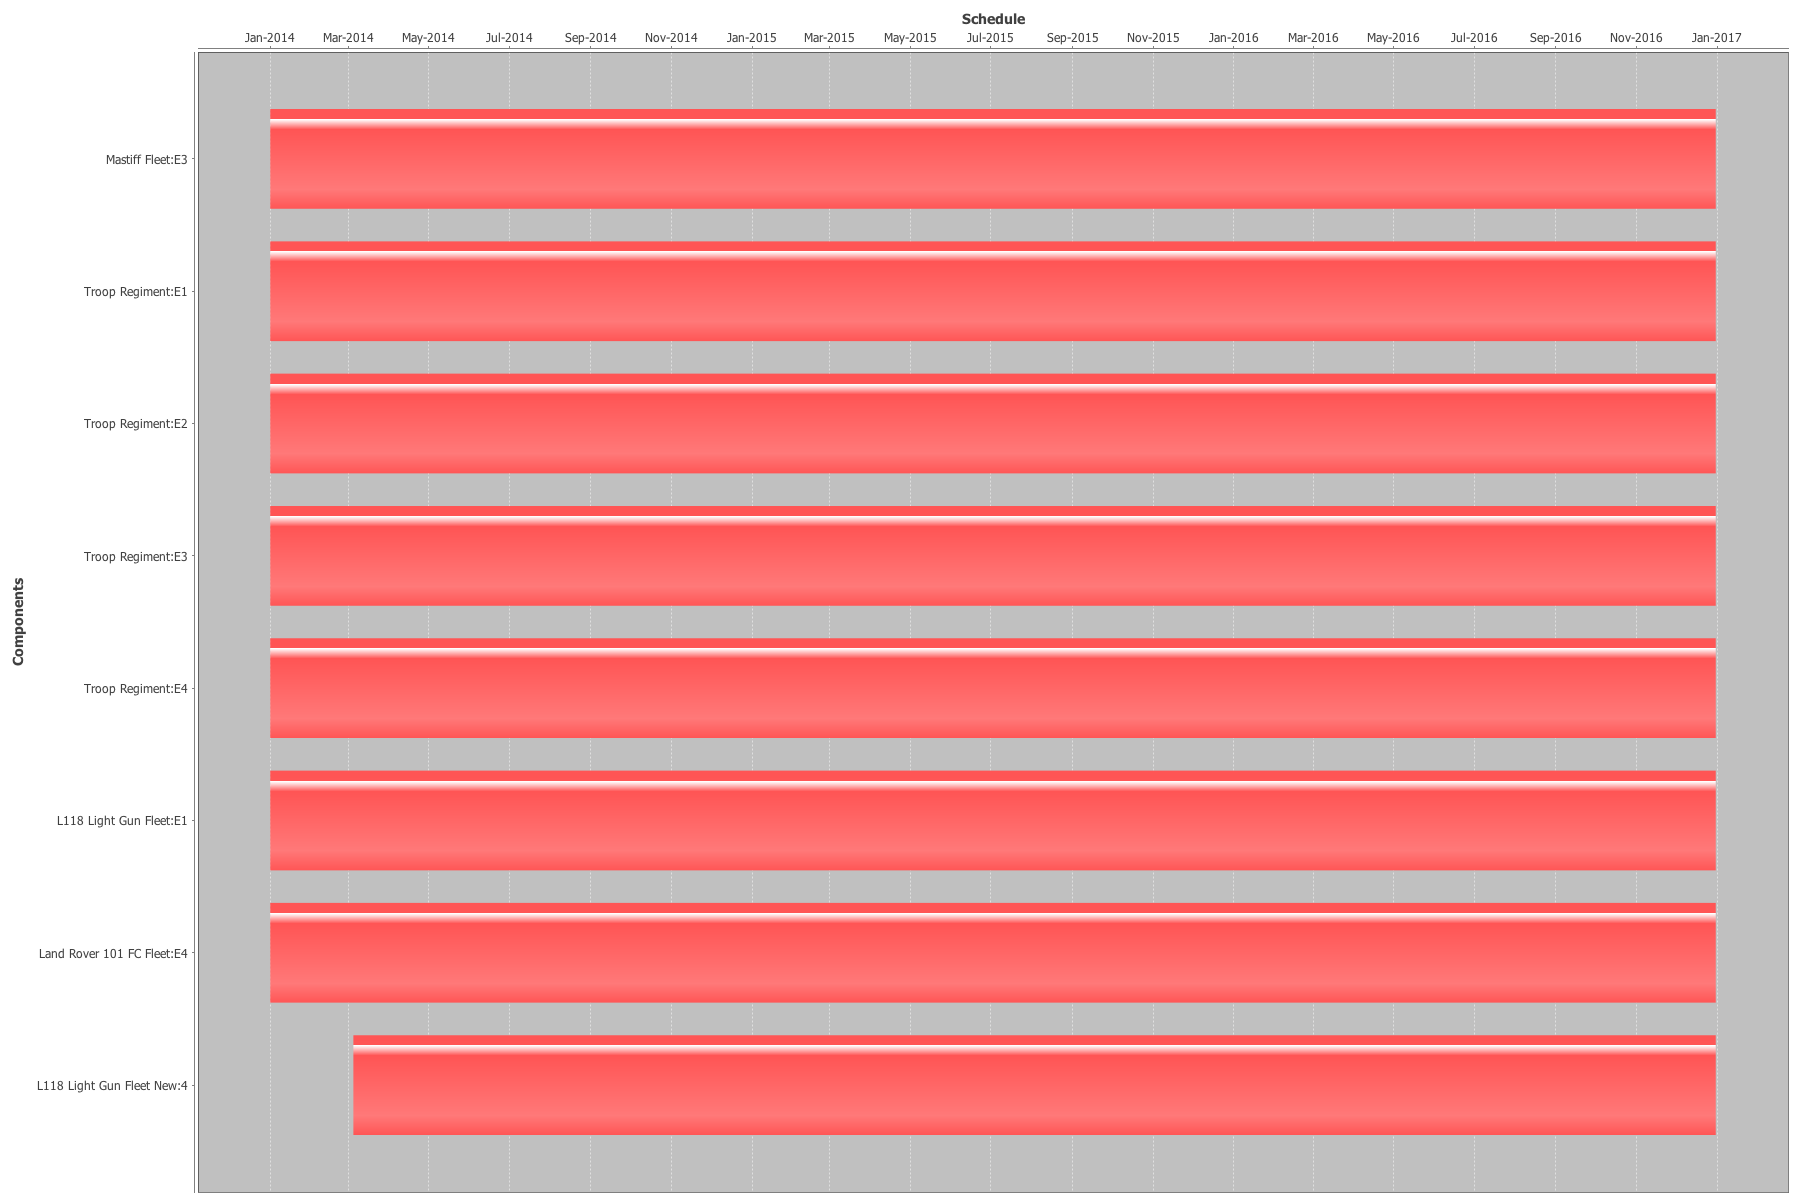 Schedule
Jan-2014 Mar-2014 May-2014 Jul-2014 Sep-2014 Nov-2014 Jan-2015 Mar-2015 May-2015 Jul-2015 Sep-2015 Nov-2015 Jan-2016 Mar-2016 May-2016 Jul-2016 Sep-2016 Nov-2016 Jan-2017
Mastiff Fleet:E3
Troop Regiment:E1
Troop Regiment:E2
Troop Regiment:E3
Components
Troop Regiment:E4
L118 Light Gun Fleet:E1
Land Rover 101 FC Fleet:E4
L118 Light Gun Fleet New:4